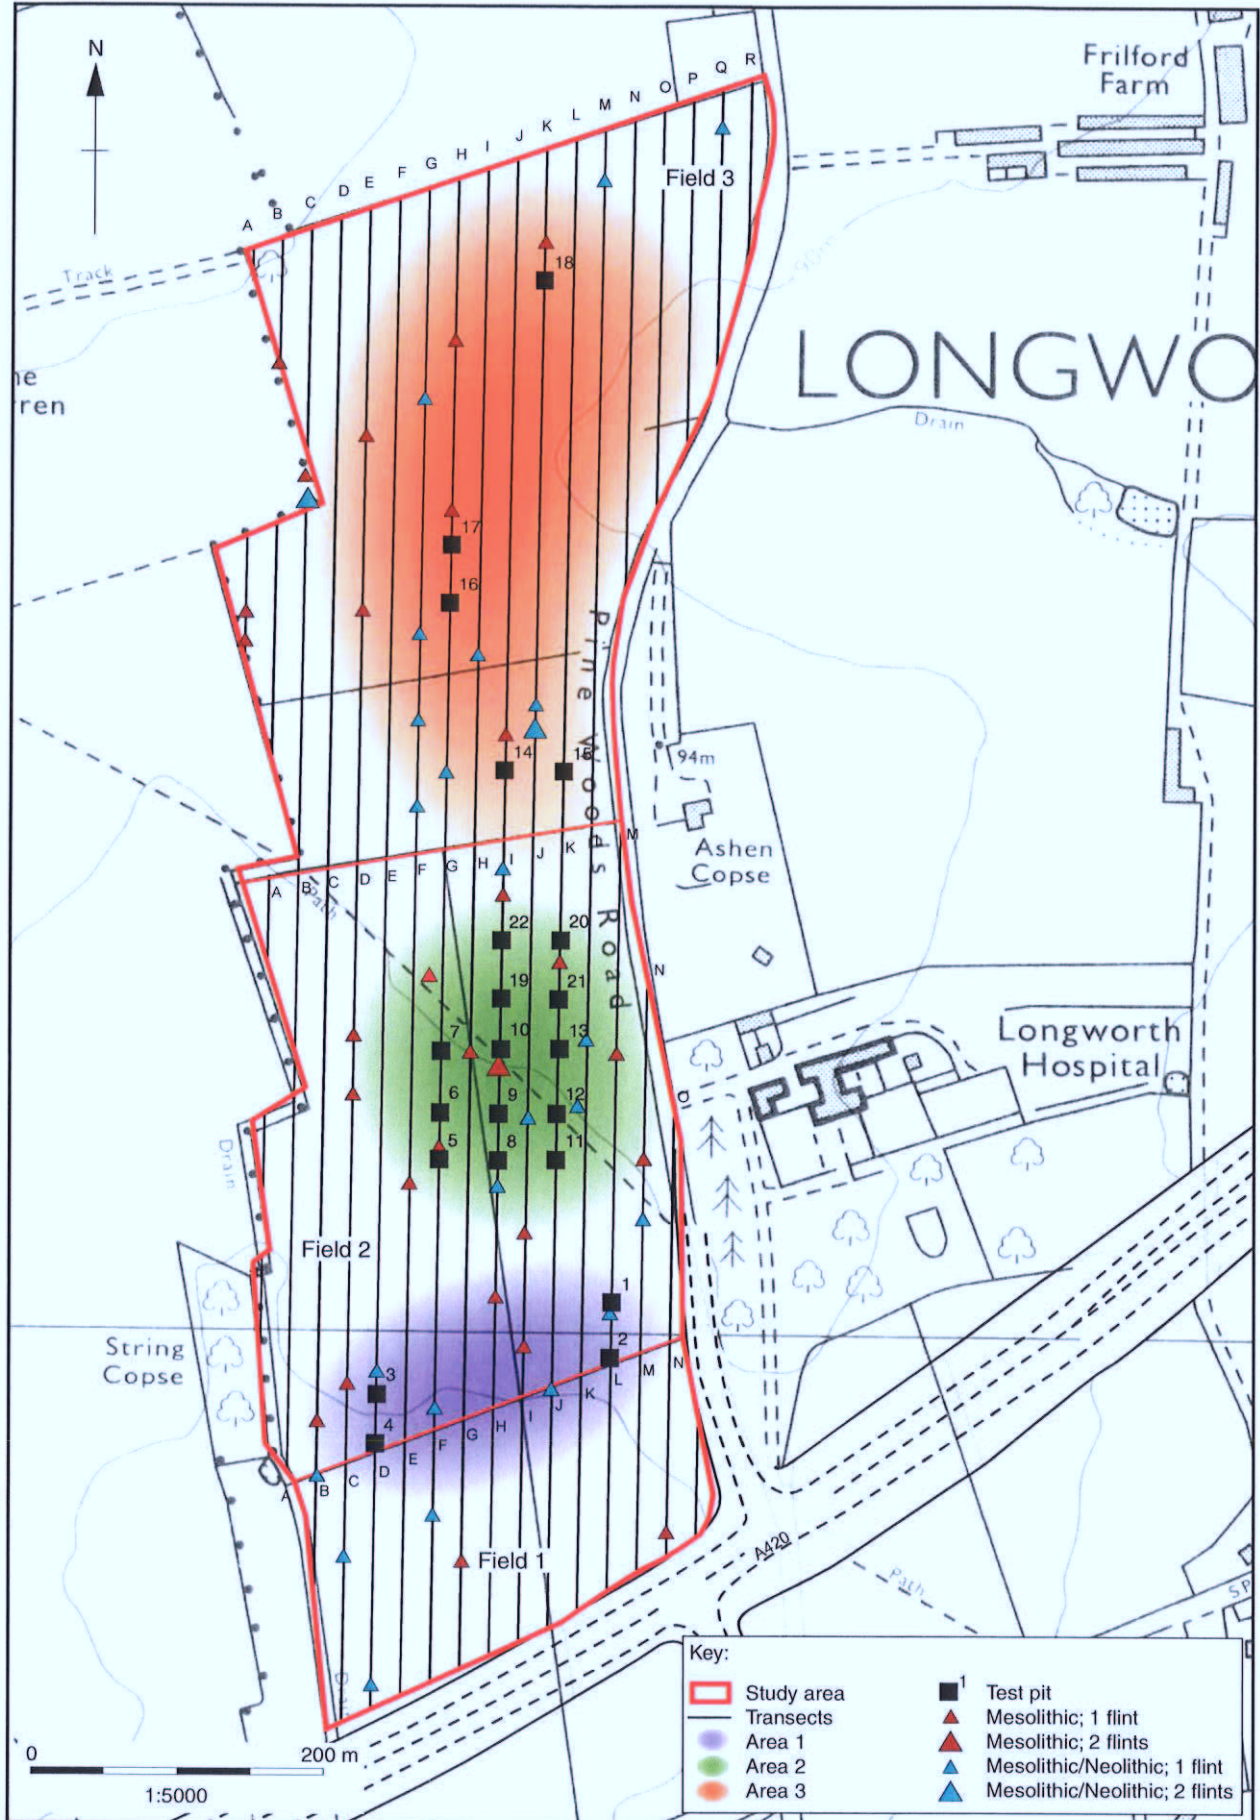 N
Frilford
Farm
A B C D E F G H I J K L M N O P Q R
Field 3
Track
90m
18
LONGWO
Drain
17
16
Pine Woods Road
14
15
94m
Ashen
Copse
A B C D E F G H I J K M
Path
22
20
N
19
21
7
10
13
Longworth
Hospital
6
9
12
O
5
8
11
Drain
Field 2
1
2
String
Copse
3
4
A B C D E F G H I J K L M N
Field 1
A420
Path
Drain
0
200 m
1:5000
Key:
Study area
Transects
Area 1
Area 2
Area 3
1
Test pit
Mesolithic; 1 flint
Mesolithic; 2 flints
Mesolithic/Neolithic; 1 flint
Mesolithic/Neolithic; 2 flints